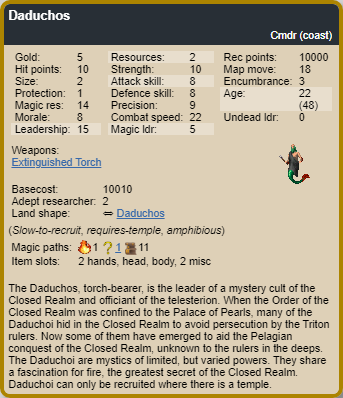 Daduchos
Cmdr (coast)
Gold: 5 Resources: 2 Rec points: 10000
Hit points: 10 Strength: 10 Map move: 18
Size: 2 Attack skill: 8 Encumbrance: 3
Protection: 1 Defence skill: 8 Age: 22
Magic res: 14 Precision: 9 (48)
Morale: 8 Combat speed: 22 Undead ldr: 0
Leadership: 15 Magic ldr: 5
Weapons:
Extinguished Torch
Basecost: 10010
Adept researcher: 2
Land shape: ⇔ Daduchos
(Slow-to-recruit, requires-temple, amphibious)
Magic paths: 1 ? 1 11
Item slots: 2 hands, head, body, 2 misc
The Daduchos, torch-bearer, is the leader of a mystery cult of the
Closed Realm and officiant of the telesterion. When the Order of the
Closed Realm was confined to the Palace of Pearls, many of the
Daduchoi hid in the Closed Realm to avoid persecution by the Triton
rulers. Now some of them have emerged to aid the Pelagian
conquest of the Closed Realm, unknown to the rulers in the deeps.
The Daduchoi are mystics of limited, but varied powers. They share
a fascination for fire, the greatest secret of the Closed Realm.
Daduchoi can only be recruited where there is a temple.